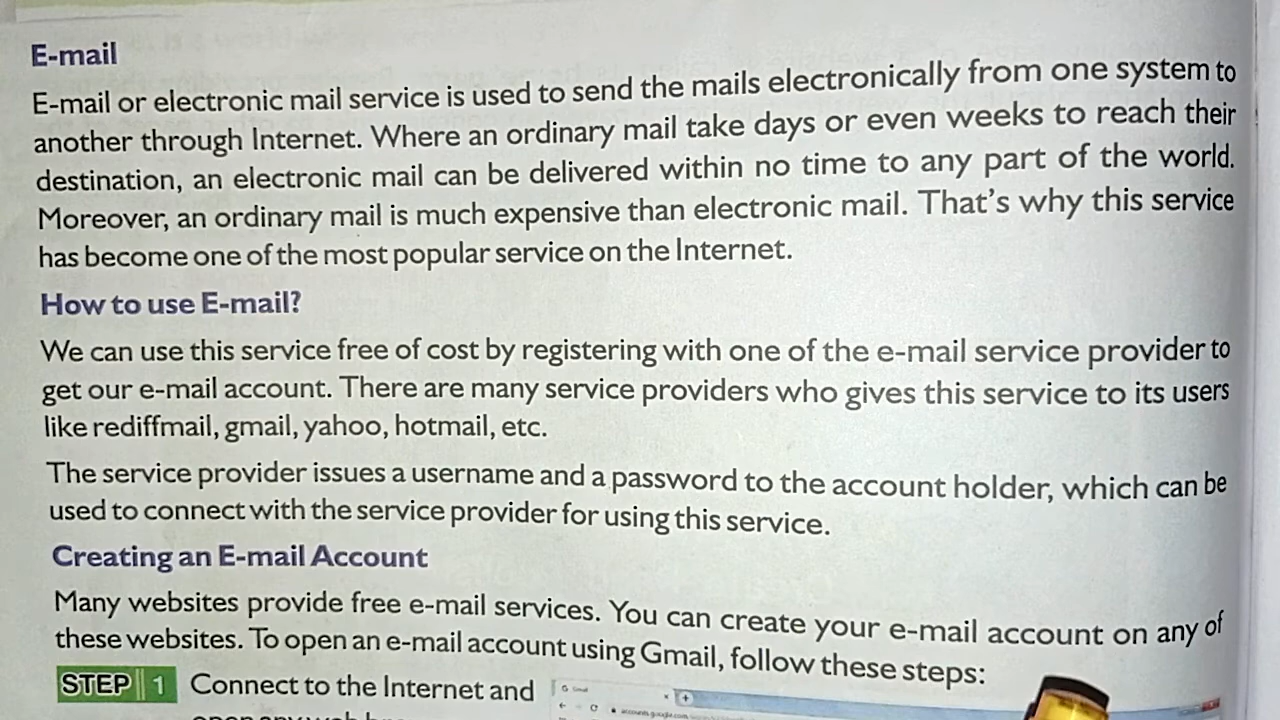 E-mail
E-mail or electronic mail service is used to send the mails electronically from one system to
another through Internet. Where an ordinary mail take days or even weeks to reach their
destination, an electronic mail can be delivered within no time to any part of the world.
Moreover, an ordinary mail is much expensive than electronic mail. That's why this service
has become one of the most popular service on the Internet.
How to use E-mail?
We can use this service free of cost by registering with one of the e-mail service provider to
get our e-mail account. There are many service providers who gives this service to its users
like rediffmail, gmail, yahoo, hotmail, etc.
The service provider issues a username and a password to the account holder, which can be
used to connect with the service provider for using this service.
Creating an E-mail Account
Many websites provide free e-mail services. You can create your e-mail account on any of
these websites. To open an e-mail account using Gmail, follow these steps:
STEP 1 Connect to the Internet and
Gmail
accounts.google.com